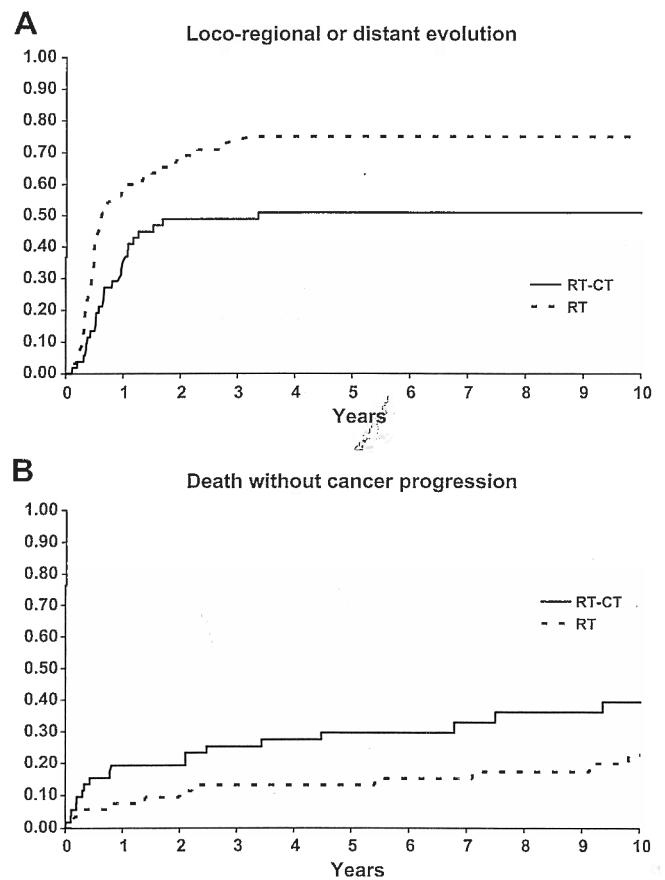 A
Loco-regional or distant evolution
1.00
0.90
0.80
0.70
0.60
0.50
0.40
0.30
0.20
0.10
0.00
RT-CT
RT
0 1 2 3 4 5 6 7 8 9 10
Years
B
Death without cancer progression
1.00
0.90
0.80
0.70
0.60
0.50
0.40
0.30
0.20
0.10
0.00
RT-CT
RT
0 1 2 3 4 5 6 7 8 9 10
Years